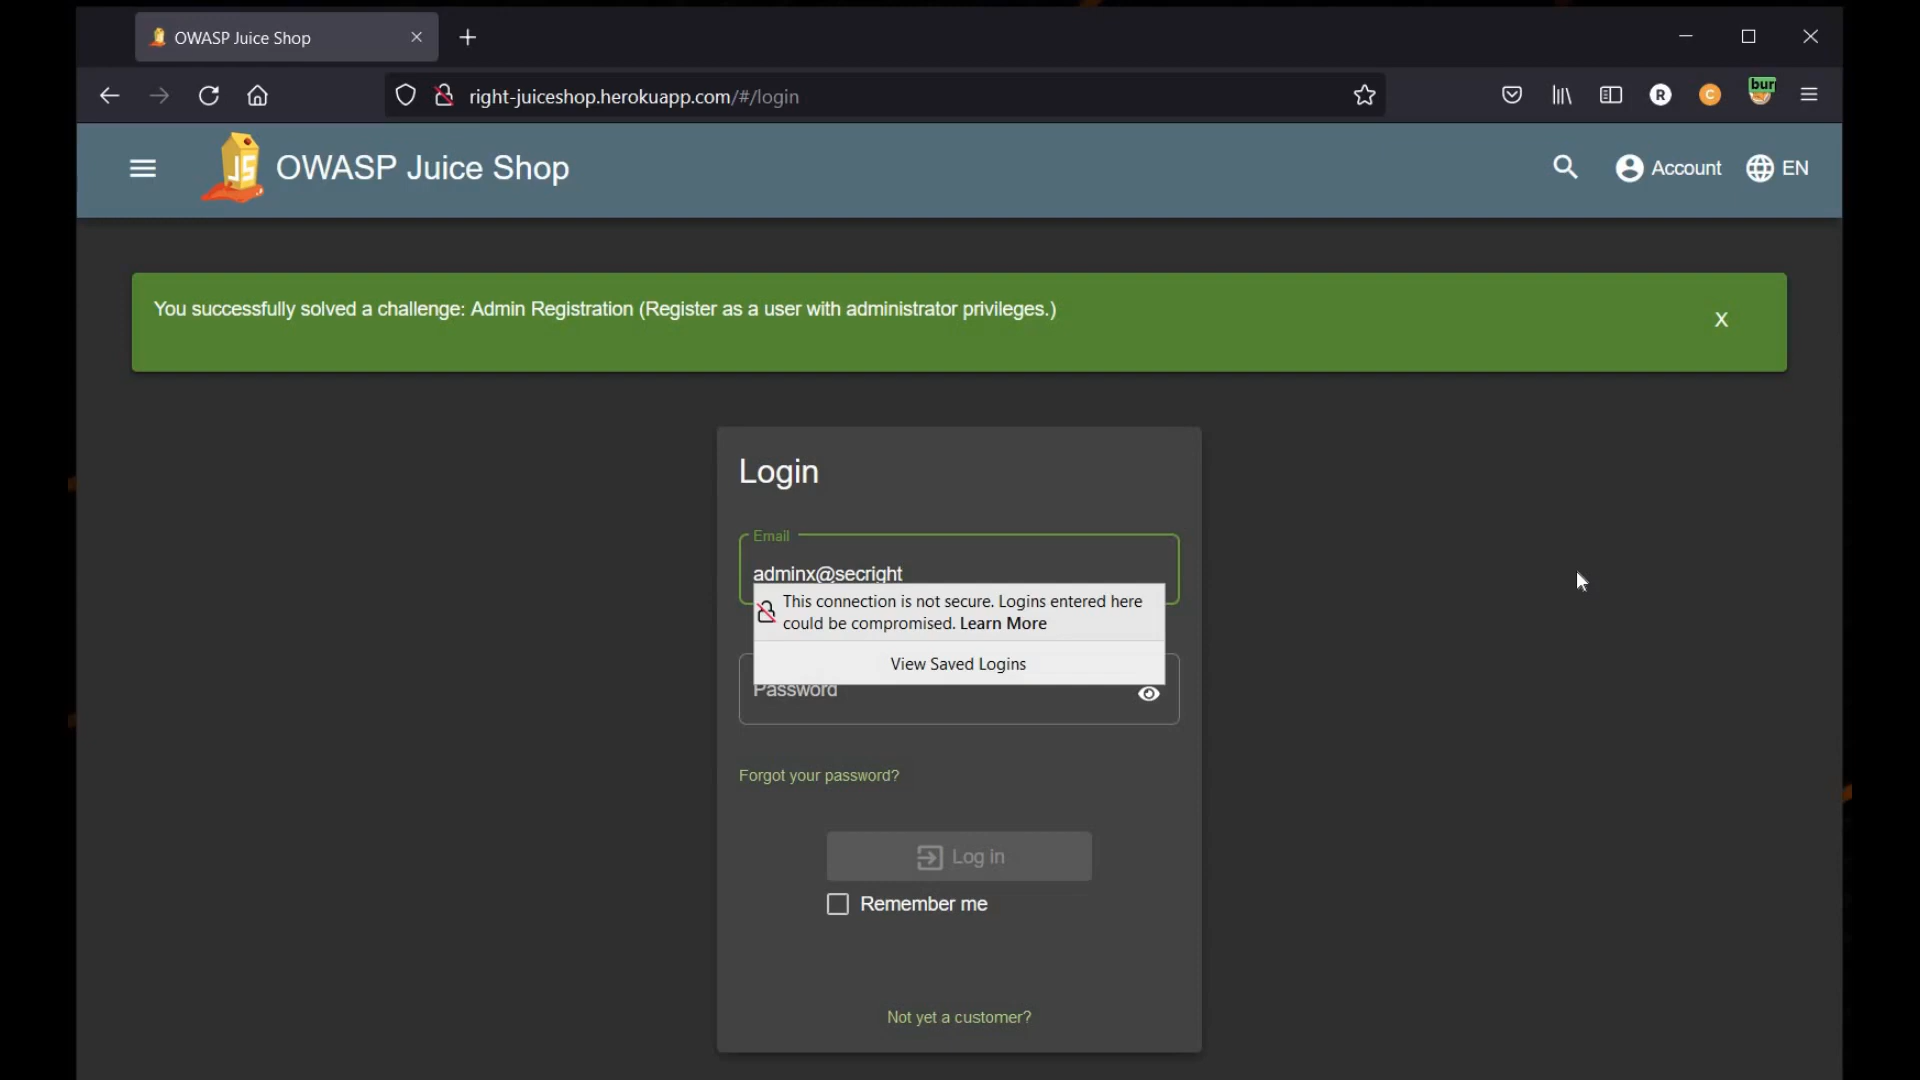 OWASP Juice Shop
right-juiceshop.herokuapp.com/#/login
R
C
bur
JS
OWASP Juice Shop
Account
EN
You successfully solved a challenge: Admin Registration (Register as a user with administrator privileges.)
X
Login
Email
adminx@secright
This connection is not secure. Logins entered here
could be compromised. Learn More
View Saved Logins
Password
Forgot your password?
Log in
Remember me
Not yet a customer?